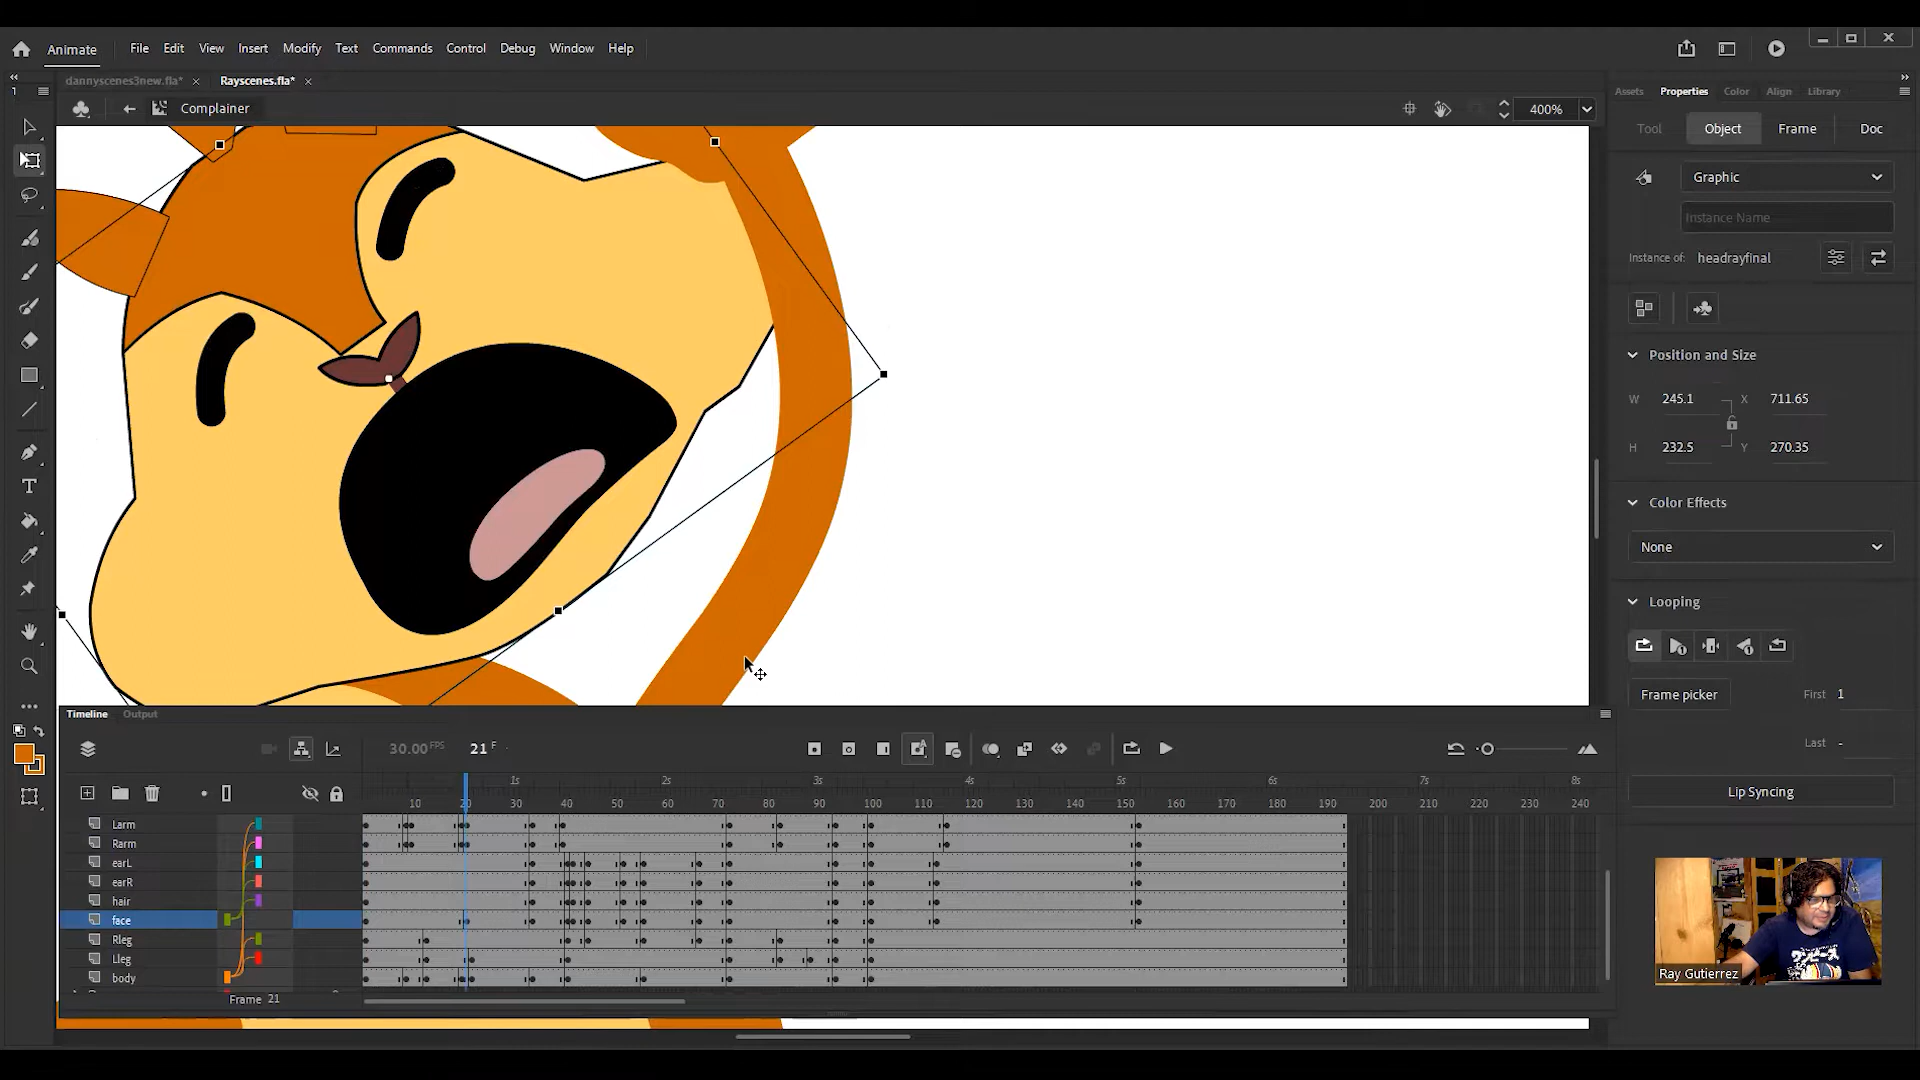 Animate File Edit View Insert Modify Text Commands Control Debug Window Help
dannyscenes3new.fla* × Rayscenes.fla* ×
1
Complainer 400%
Assets Properties Color Align Library
Tool Object Frame Doc
Graphic
Instance Name
Instance of: headrayfinal
Position and Size
W 245.1 X 711.65
H 232.5 Y 270.35
Color Effects
None
Looping
Frame picker First 1
Last -
Lip Syncing
Ray Gutierrez
Timeline Output
30.00 FPS 21 F
1s 2s 3s 4s 5s 6s 7s 8s
10 20 30 40 50 60 70 80 90 100 110 120 130 140 150 160 170 180 190 200 210 220 230 240
Larm
Rarm
earL
earR
hair
face
Rleg
Lleg
body
Frame 21